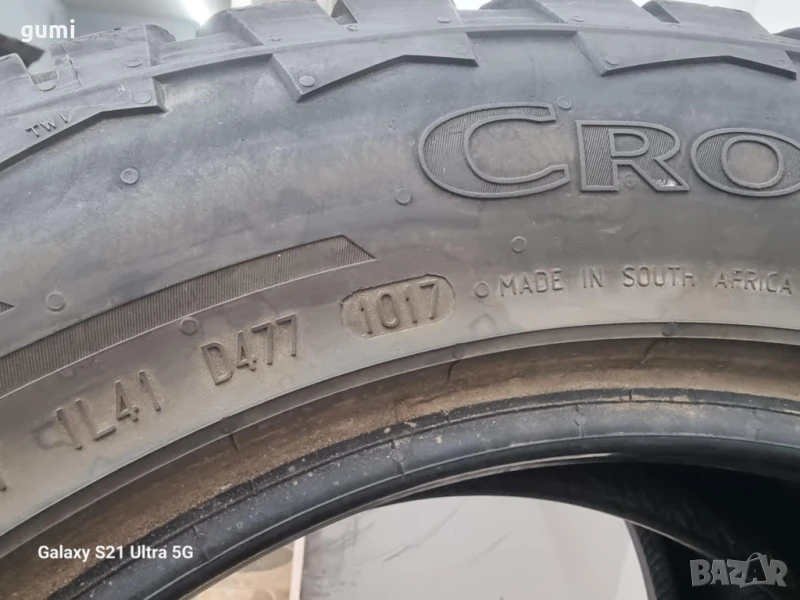 gumi
TWI
CRO
MADE IN SOUTH AFRICA
1L41 D477 1017
Galaxy S21 Ultra 5G
BAZAR